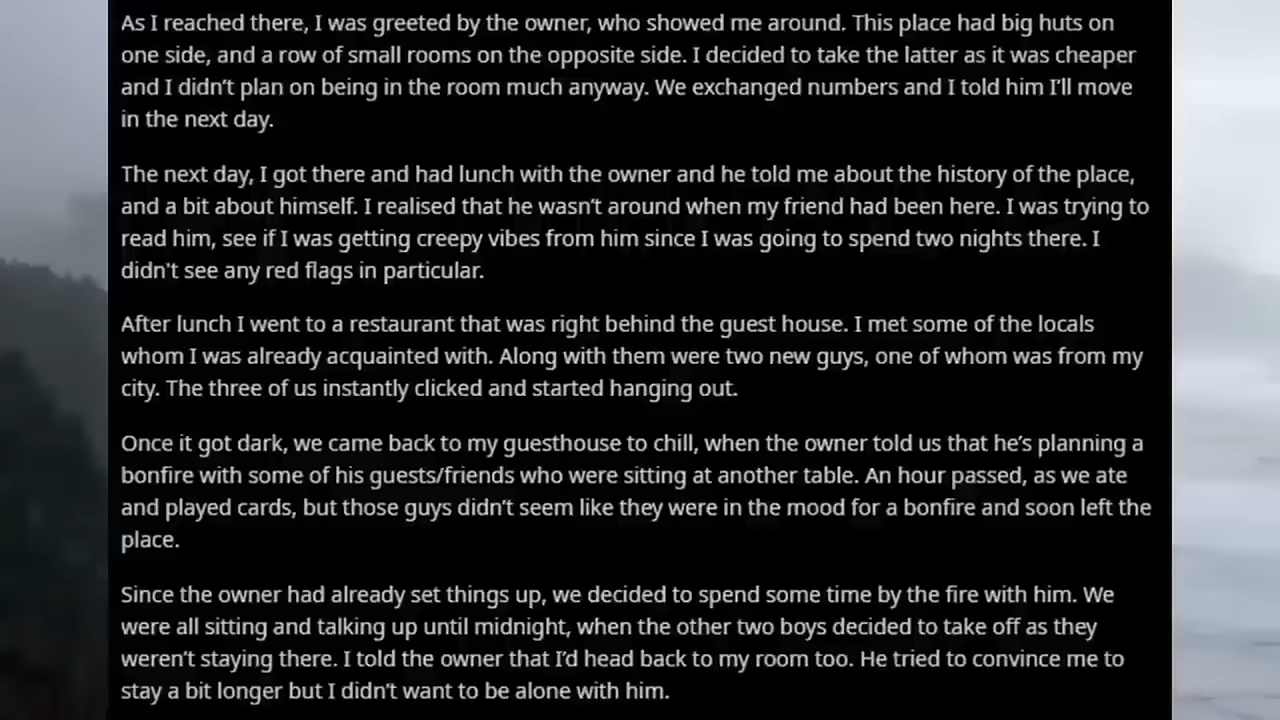 As I reached there, I was greeted by the owner, who showed me around. This place had big huts on
one side, and a row of small rooms on the opposite side. I decided to take the latter as it was cheaper
and I didn't plan on being in the room much anyway. We exchanged numbers and I told him I'll move
in the next day.
The next day, I got there and had lunch with the owner and he told me about the history of the place,
and a bit about himself. I realised that he wasn't around when my friend had been here. I was trying to
read him, see if I was getting creepy vibes from him since I was going to spend two nights there. I
didn't see any red flags in particular.
After lunch I went to a restaurant that was right behind the guest house. I met some of the locals
whom I was already acquainted with. Along with them were two new guys, one of whom was from my
city. The three of us instantly clicked and started hanging out.
Once it got dark, we came back to my guesthouse to chill, when the owner told us that he's planning a
bonfire with some of his guests/friends who were sitting at another table. An hour passed, as we ate
and played cards, but those guys didn't seem like they were in the mood for a bonfire and soon left the
place.
Since the owner had already set things up, we decided to spend some time by the fire with him. We
were all sitting and talking up until midnight, when the other two boys decided to take off as they
weren't staying there. I told the owner that I'd head back to my room too. He tried to convince me to
stay a bit longer but I didn't want to be alone with him.